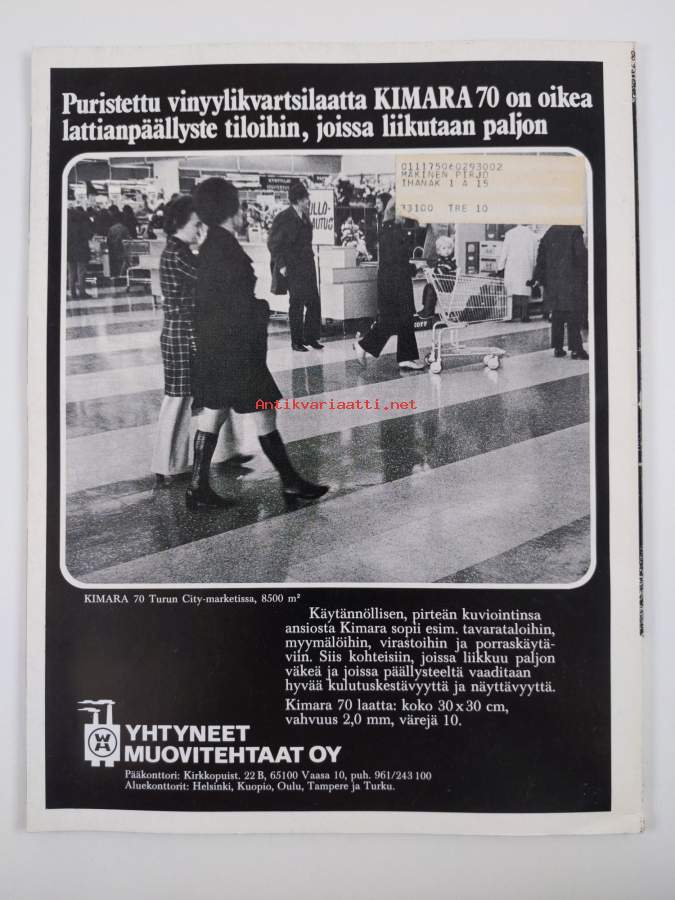 Puristettu vinyylikvartsilaatta KIMARA 70 on oikea
lattianpäällyste tiloihin, joissa liikutaan paljon
011175060293002
MAKINEN PIRJO
IHANAK 1 A 15
33100 TRE 10
Antikvariaatti.net
KIMARA 70 Turun City-marketissa, 8500 m²
Käytännöllisen, pirteän kuviointinsa
ansiosta Kimara sopii esim. tavarataloihin,
myymälöihin, virastoihin ja porraskäytä-
viin. Siis kohteisiin, joissa liikkuu paljon
väkeä ja joissa päällysteeltä vaaditaan
hyvää kulutuskestävyyttä ja näyttävyyttä.
Kimara 70 laatta: koko 30 x 30 cm,
vahvuus 2,0 mm, värejä 10.
YHTYNEET
MUOVITEHTAAT OY
Pääkonttori: Kirkkopuist. 22 B, 65100 Vaasa 10, puh. 961/243 100
Aluekonttorit: Helsinki, Kuopio, Oulu, Tampere ja Turku.